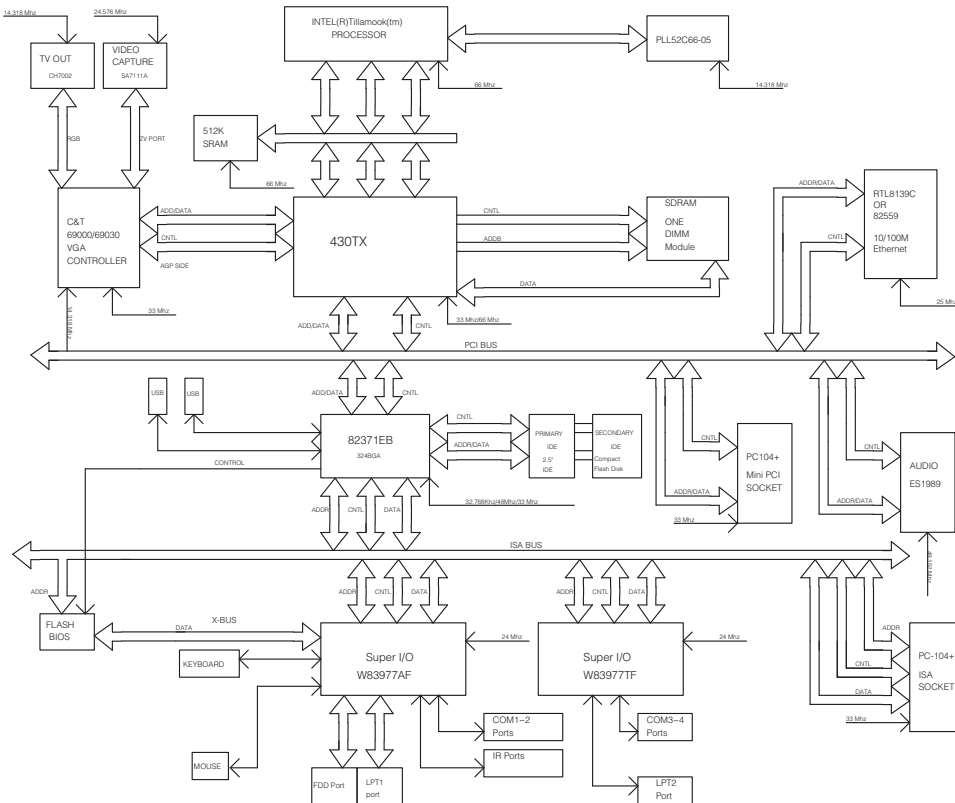 14.318 Mhz
24.576 Mhz
TV OUT
CH7002
VIDEO
CAPTURE
SA7111A
INTEL(R)Tillamook(tm)
PROCESSOR
PLL52C66-05
66 Mhz
14.318 Mhz
RGB
ZV PORT
512K
SRAM
66 Mhz
C&T
69000/69030
VGA
CONTROLLER
ADD/DATA
CNTL
AGP SIDE
430TX
CNTL
ADDB
DATA
SDRAM
ONE
DIMM
Module
ADDR/DATA
CNTL
RTL8139C
OR
82559
10/100M
Ethernet
25 Mhz
14.318 Mhz
33 Mhz
33 Mhz/66 Mhz
ADD/DATA
CNTL
PCI BUS
USB
USB
ADD/DATA
CNTL
82371EB
324BGA
CNTL
ADDR/DATA
PRIMARY
IDE
2.5"
IDE
SECONDARY
IDE
Compact
Flash Disk
CONTROL
32.768Khz/48Mhz/33 Mhz
CNTL
ADDR/DATA
33 Mhz
PC104+
Mini PCI
SOCKET
CNTL
ADDR/DATA
AUDIO
ES1989
49.152 Mhz
ADDR
CNTL
DATA
ISA BUS
ADDR
FLASH
BIOS
X-BUS
DATA
ADDR
CNTL
DATA
Super I/O
W83977AF
24 Mhz
ADDR
CNTL
DATA
Super I/O
W83977TF
24 Mhz
ADDR
CNTL
DATA
33 Mhz
PC-104+
ISA
SOCKET
KEYBOARD
MOUSE
FDD Port
LPT1
port
COM1~2
Ports
IR Ports
COM3~4
Ports
LPT2
Port